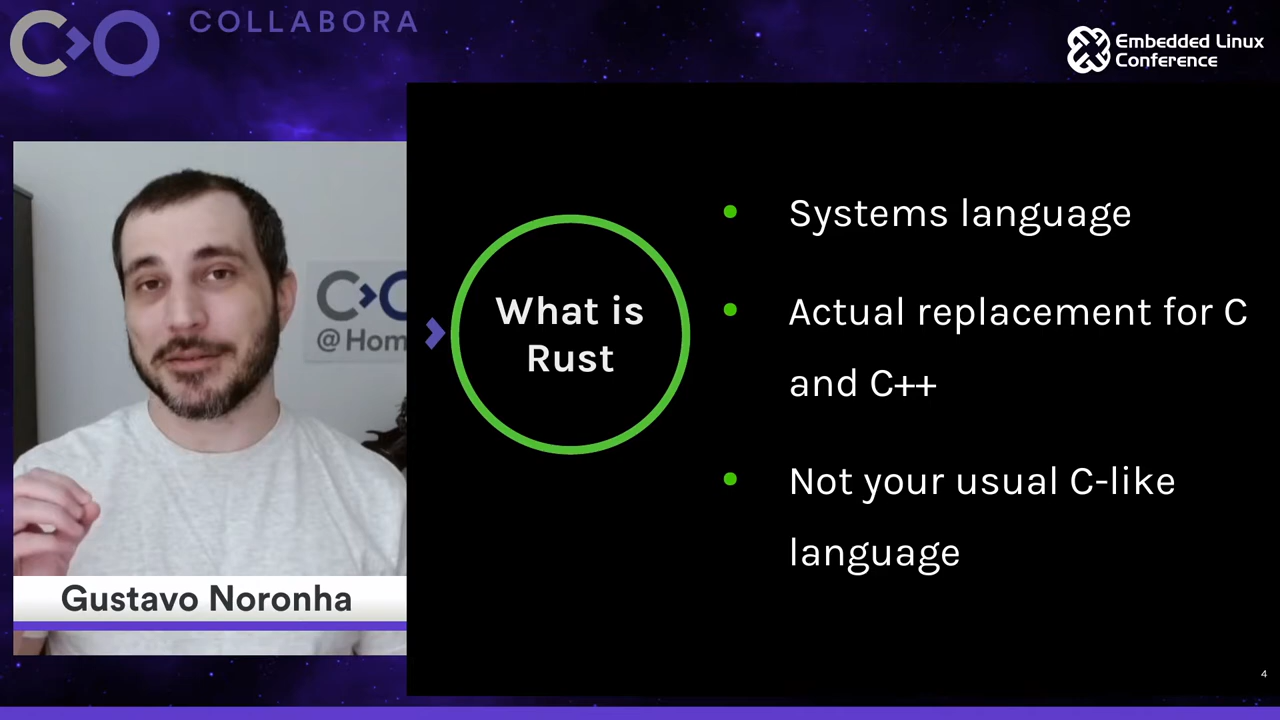 COLLABORA
Embedded Linux
Conference
@Hom
Gustavo Noronha
What is
Rust
Systems language
Actual replacement for C
and C++
Not your usual C-like
language
4